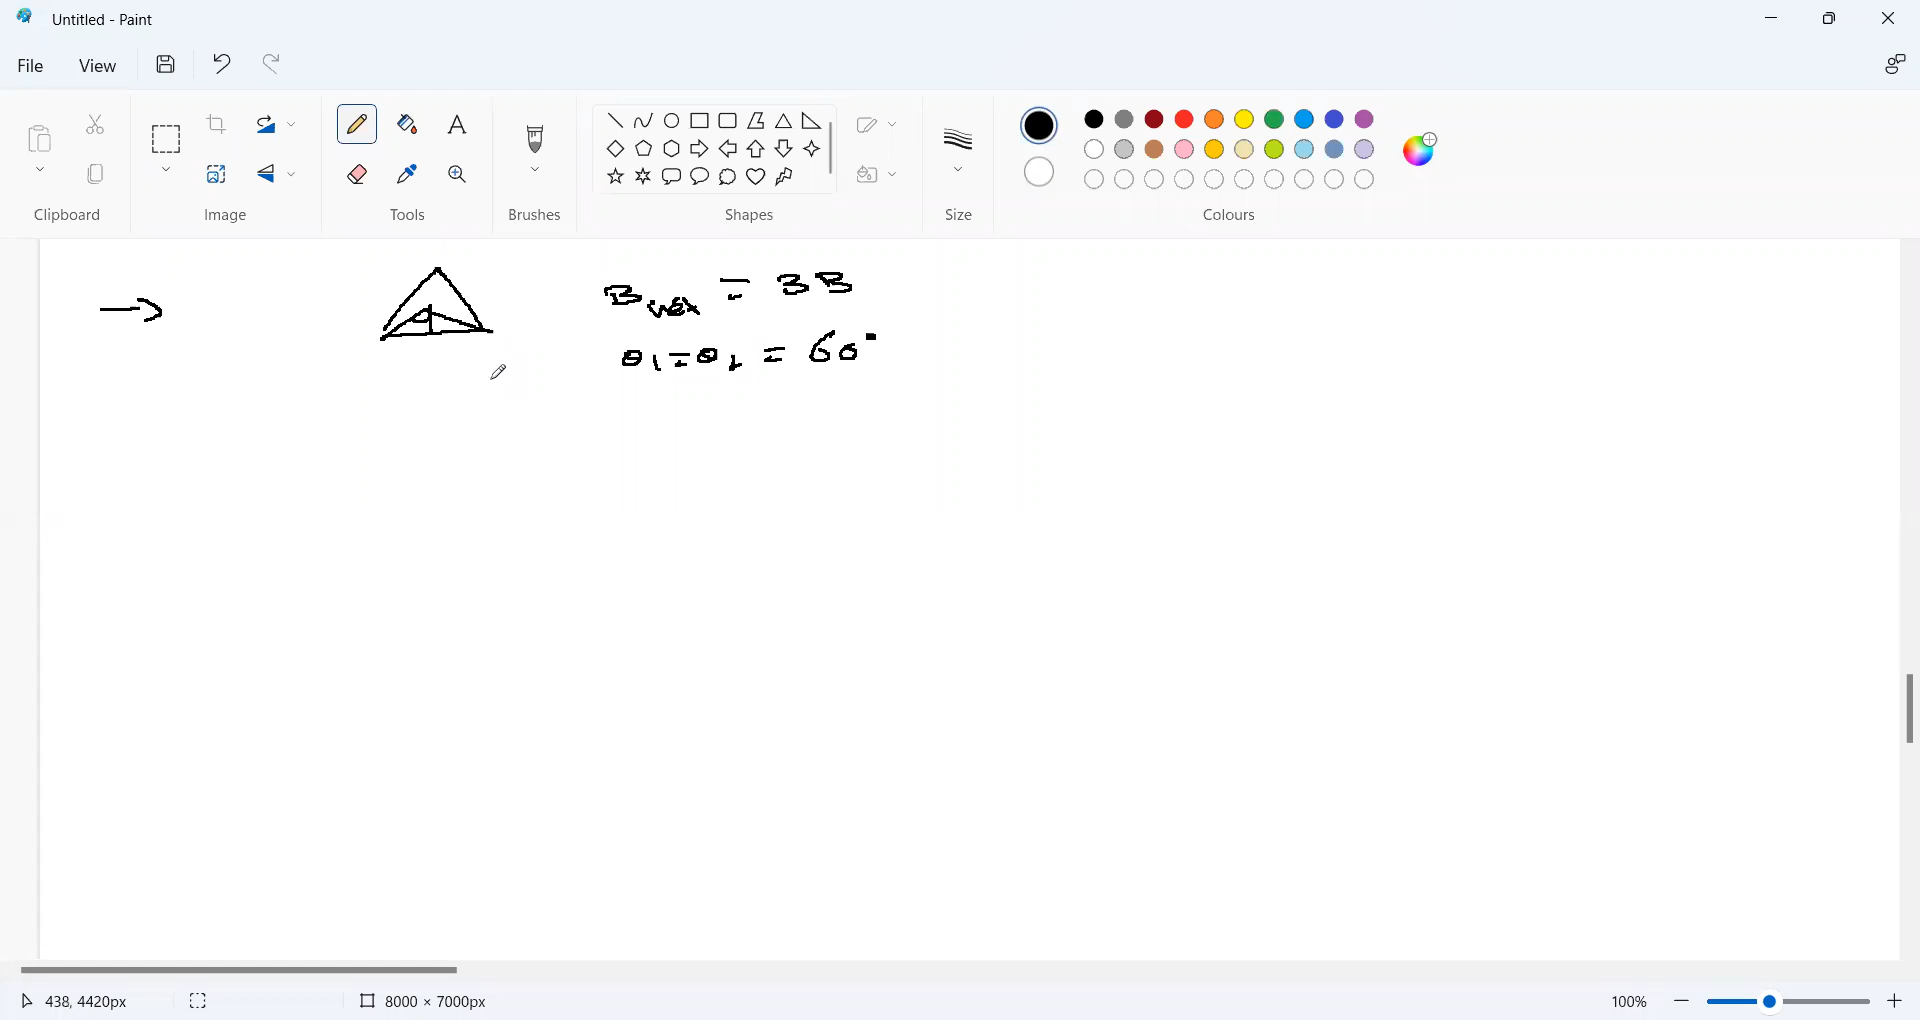 Untitled - Paint
File View
Clipboard
Image
Tools
Brushes
Shapes
Size
Colours
B = 3B
θ₁ = θ₂ = 60°
438, 4420px
8000 × 7000px
100%